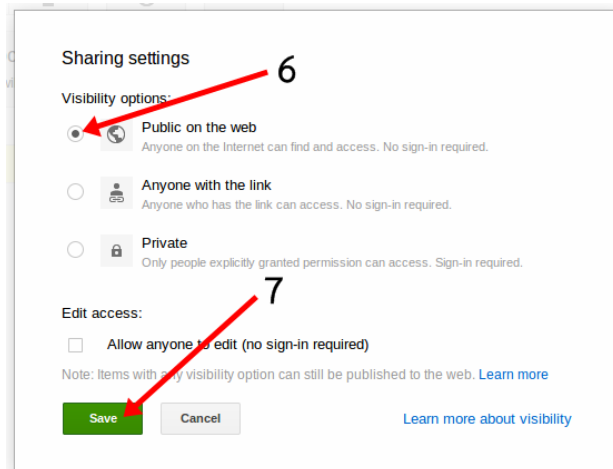 Sharing settings
6
Visibility options:
Public on the web
Anyone on the Internet can find and access. No sign-in required.
Anyone with the link
Anyone who has the link can access. No sign-in required.
Private
Only people explicitly granted permission can access. Sign-in required.
7
Edit access:
Allow anyone to edit (no sign-in required)
Note: Items with any visibility option can still be published to the web. Learn more
Save Cancel Learn more about visibility